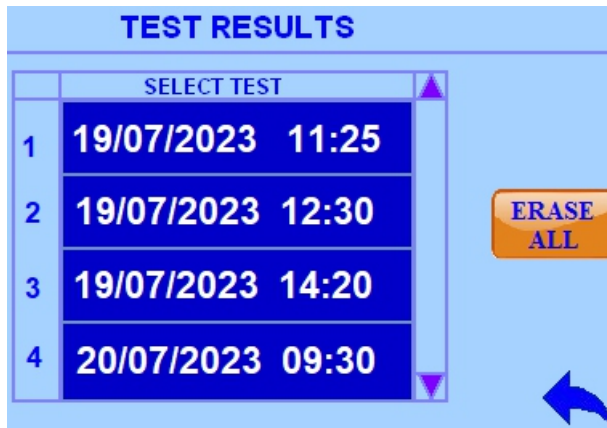 TEST RESULTS
SELECT TEST
1 19/07/2023 11:25
2 19/07/2023 12:30
3 19/07/2023 14:20
4 20/07/2023 09:30
ERASE
ALL